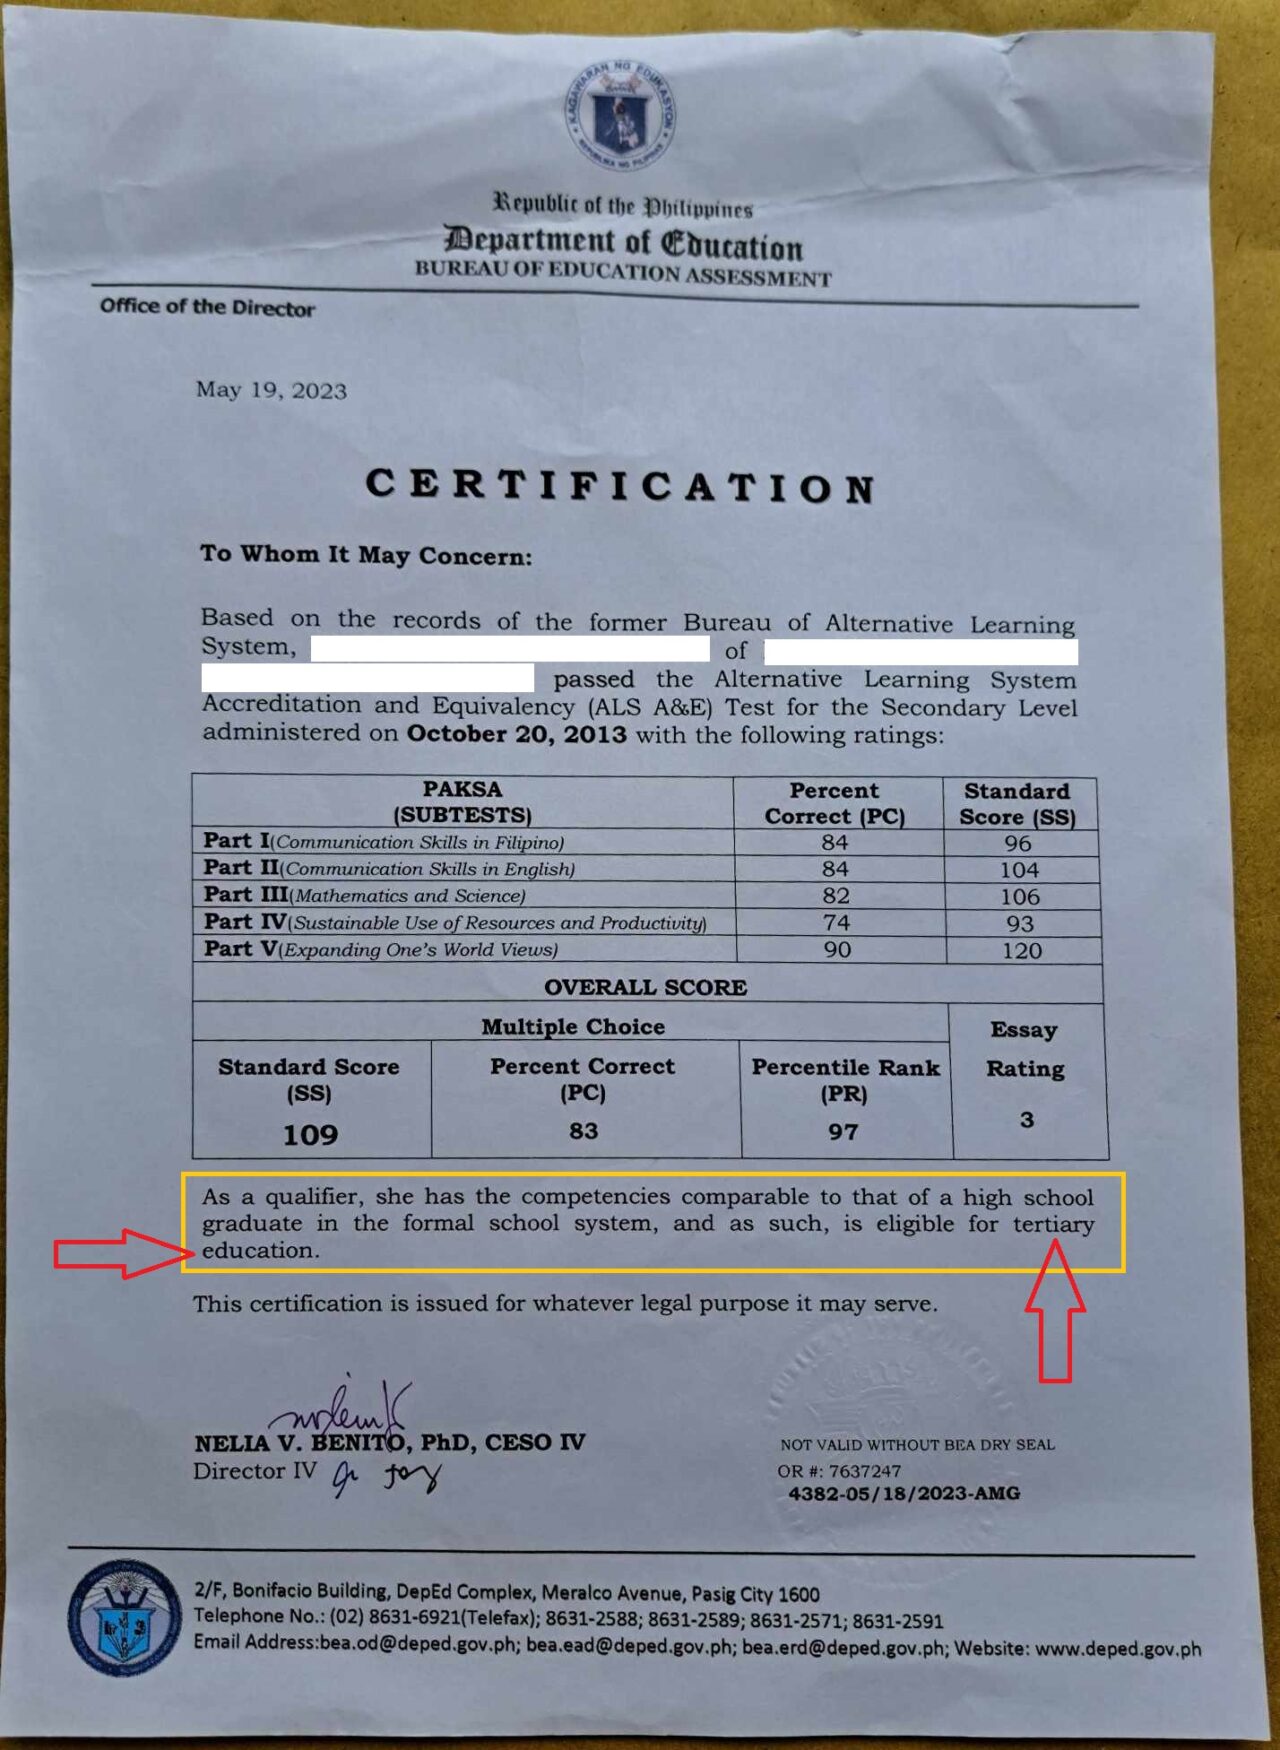 KAGAWARAN NG EDUKASYON
REPUBLIKA NG PILIPINAS
Republic of the Philippines
Department of Education
BUREAU OF EDUCATION ASSESSMENT
Office of the Director
May 19, 2023
CERTIFICATION
To Whom It May Concern:
Based on the records of the former Bureau of Alternative Learning
System, of
passed the Alternative Learning System
Accreditation and Equivalency (ALS A&E) Test for the Secondary Level
administered on October 20, 2013 with the following ratings:
PAKSA (SUBTESTS) Percent Correct (PC) Standard Score (SS)
Part I(Communication Skills in Filipino) 84 96
Part II(Communication Skills in English) 84 104
Part III(Mathematics and Science) 82 106
Part IV(Sustainable Use of Resources and Productivity) 74 93
Part V(Expanding One's World Views) 90 120
OVERALL SCORE
Multiple Choice Essay Rating
Standard Score (SS) Percent Correct (PC) Percentile Rank (PR)
109 83 97 3
As a qualifier, she has the competencies comparable to that of a high school
graduate in the formal school system, and as such, is eligible for tertiary
education.
This certification is issued for whatever legal purpose it may serve.
NELIA V. BENITO, PhD, CESO IV
Director IV
NOT VALID WITHOUT BEA DRY SEAL
OR #: 7637247
4382-05/18/2023-AMG
2/F, Bonifacio Building, DepEd Complex, Meralco Avenue, Pasig City 1600
Telephone No.: (02) 8631-6921(Telefax); 8631-2588; 8631-2589; 8631-2571; 8631-2591
Email Address:bea.od@deped.gov.ph; bea.ead@deped.gov.ph; bea.erd@deped.gov.ph; Website: www.deped.gov.ph